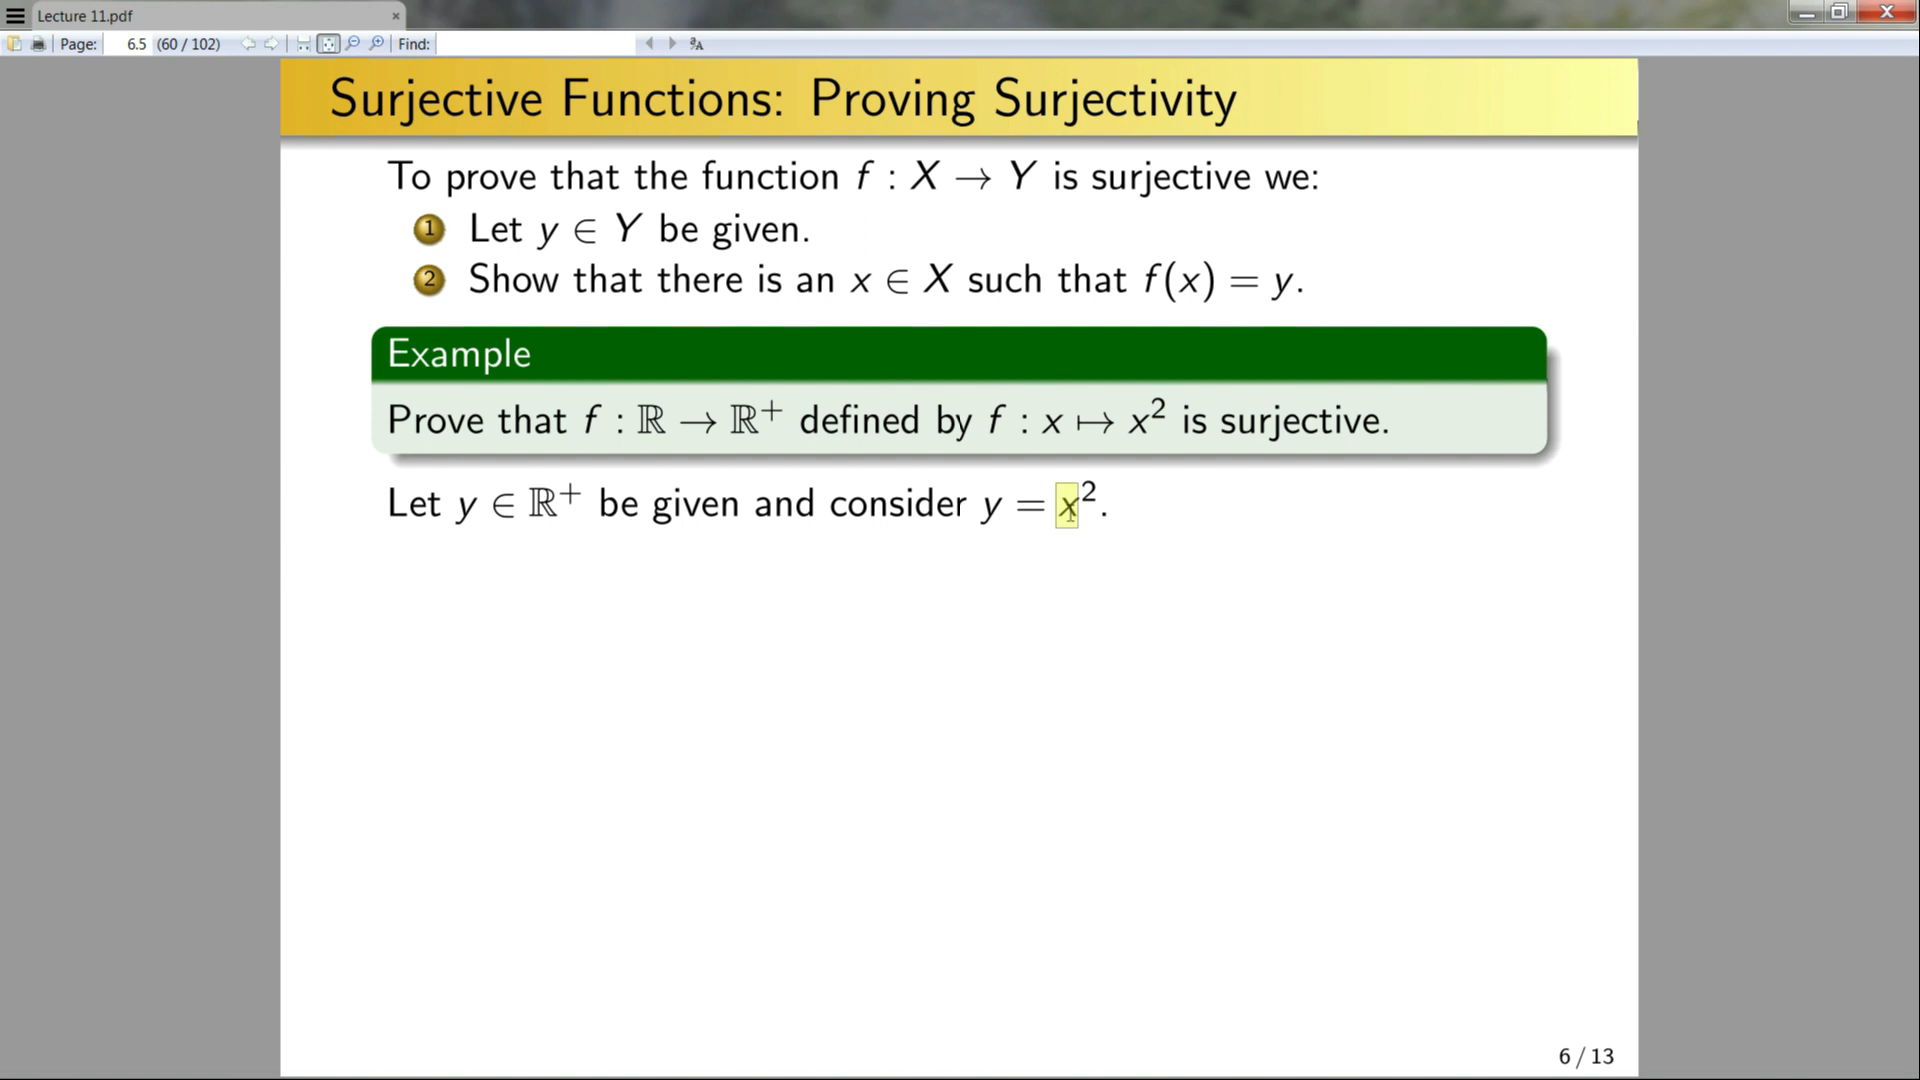 Lecture 11.pdf
Page: 6.5 (60 / 102) Find:
Surjective Functions: Proving Surjectivity
To prove that the function f : X → Y is surjective we:
1 Let y ∈ Y be given.
2 Show that there is an x ∈ X such that f(x) = y.
Example
Prove that f : ℝ → ℝ⁺ defined by f : x ↦ x² is surjective.
Let y ∈ ℝ⁺ be given and consider y = x².
6 / 13